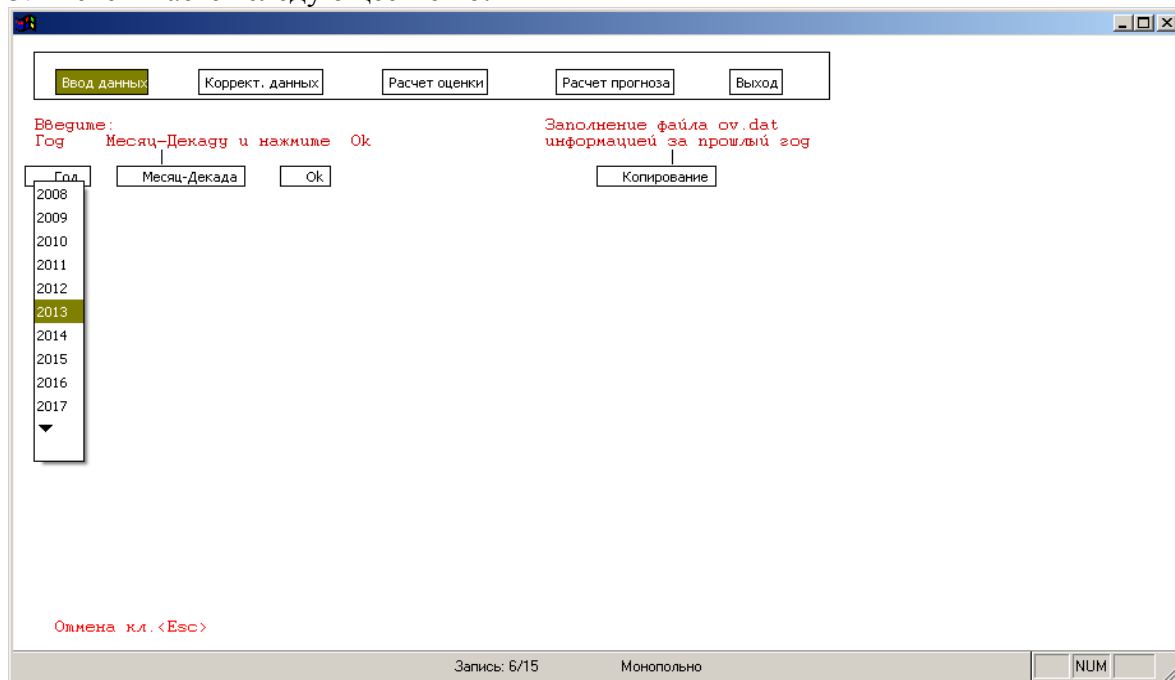 Ввод данных Коррект. данных Расчет оценки Расчет прогноза Выход
Введите: Заполнение файла ov.dat
Год Месяц-Декаду и нажмите Ok информацией за прошлый год
Год Месяц-Декада Ok Копирование
2008
2009
2010
2011
2012
2013
2014
2015
2016
2017
Отмена кл.<Esc>
Запись: 6/15 Монопольно NUM